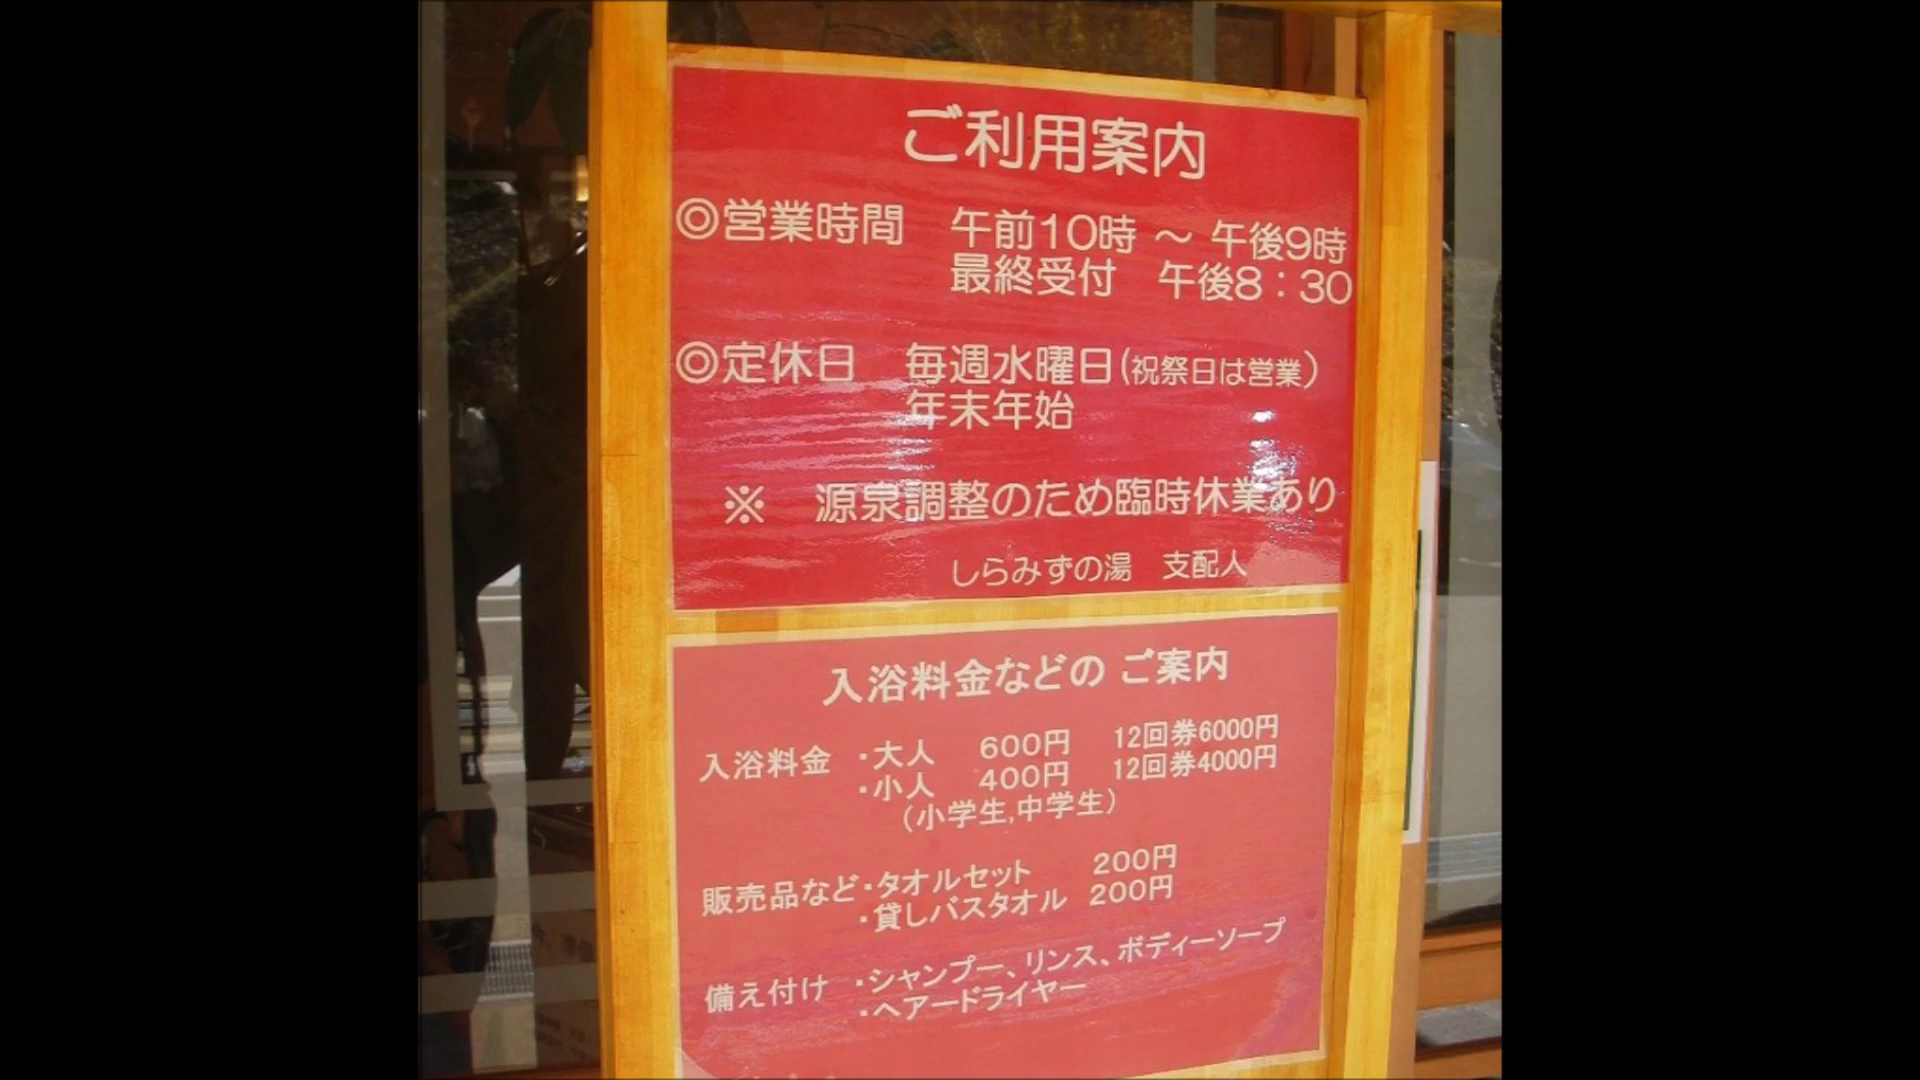 ご利用案内
◎営業時間 午前10時 ～ 午後9時
最終受付 午後8：30
◎定休日 毎週水曜日(祝祭日は営業)
年末年始
※ 源泉調整のため臨時休業あり
しらみずの湯 支配人
入浴料金などの ご案内
入浴料金 ・大人 600円 12回券6000円
・小人 400円 12回券4000円
(小学生,中学生)
販売品など・タオルセット 200円
・貸しバスタオル 200円
備え付け ・シャンプー、リンス、ボディーソープ
・ヘアードライヤー